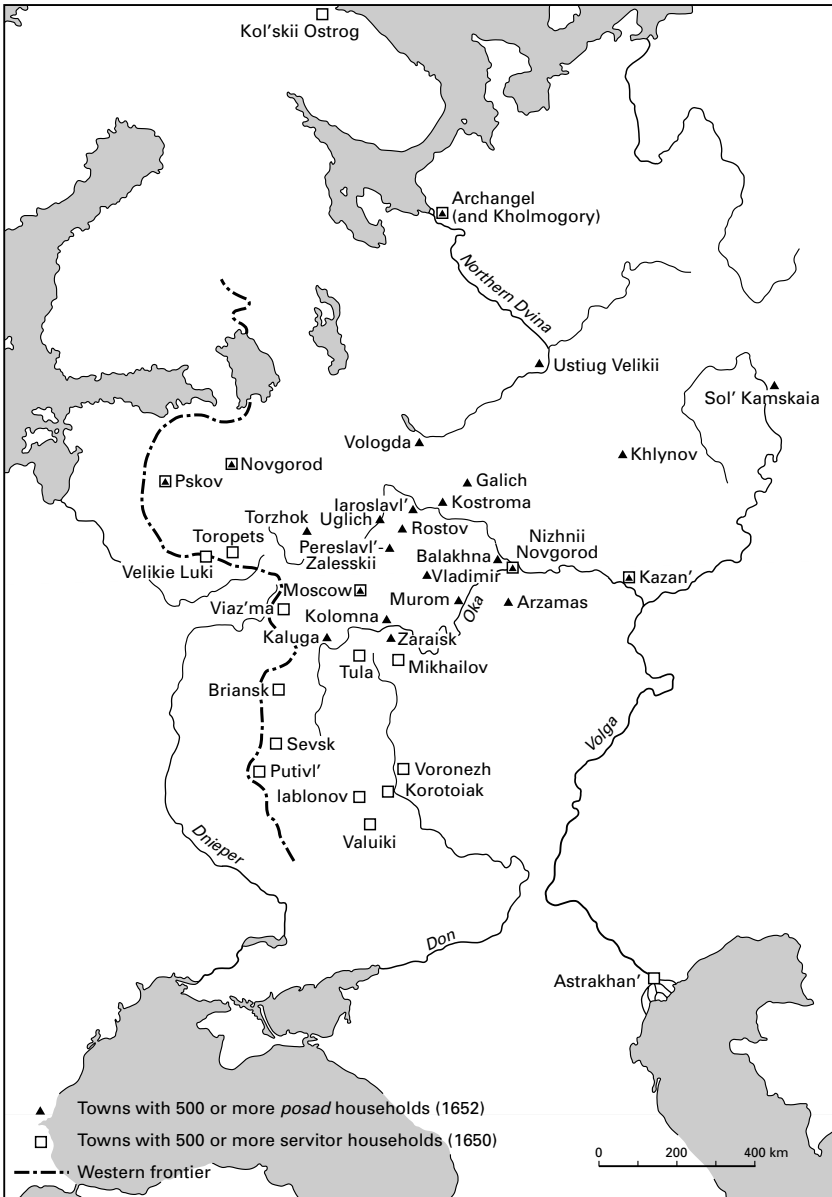 Kol'skii Ostrog
Archangel
(and Kholmogory)
Northern Dvina
Ustiug Velikii
Sol' Kamskaia
Vologda
Khlynov
Novgorod
Pskov
Galich
Iaroslavl'
Kostroma
Torzhok
Uglich
Rostov
Toropets
Pereslavl'-
Zalesskii
Nizhnii
Novgorod
Balakhna
Velikie Luki
Vladimir
Kazan'
Moscow
Viaz'ma
Murom
Oka
Arzamas
Kolomna
Kaluga
Zaraisk
Tula
Mikhailov
Briansk
Volga
Sevsk
Putivl'
Voronezh
Iablonov
Korotoiak
Valuiki
Dnieper
Don
Astrakhan'
Towns with 500 or more posad households (1652)
Towns with 500 or more servitor households (1650)
Western frontier
0 200 400 km